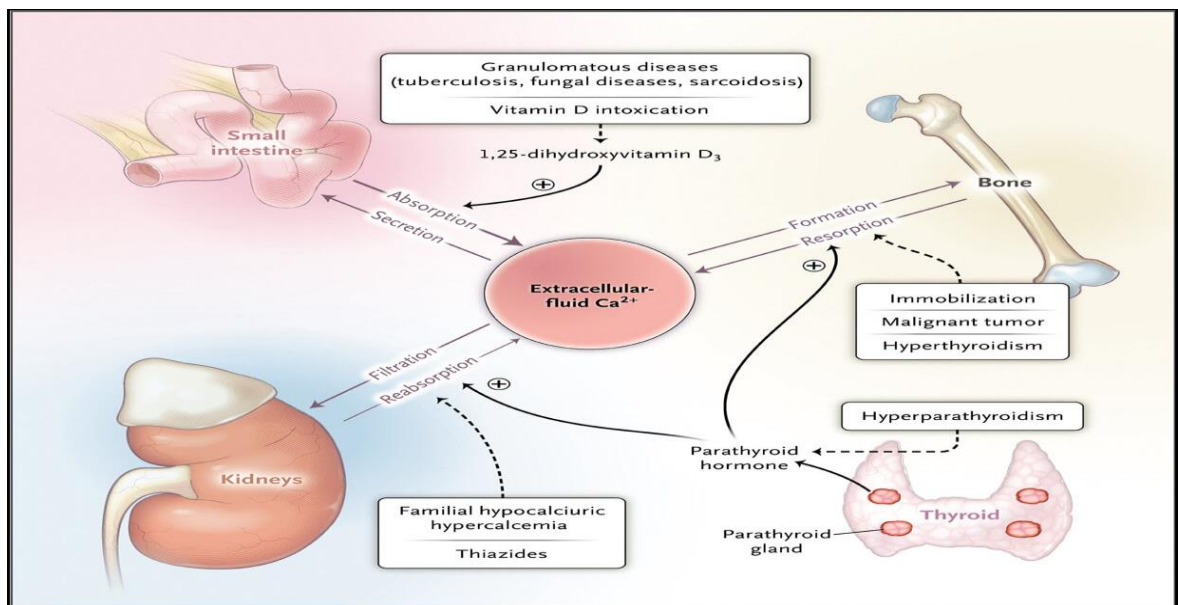 Granulomatous diseases
(tuberculosis, fungal diseases, sarcoidosis)
Vitamin D intoxication
Small
intestine
1,25-dihydroxyvitamin D₃
Absorption
Secretion
Formation
Resorption
Bone
Extracellular-
fluid Ca²⁺
Immobilization
Malignant tumor
Hyperthyroidism
Filtration
Reabsorption
Hyperparathyroidism
Parathyroid
hormone
Kidneys
Familial hypocalciuric
hypercalcemia
Thiazides
Thyroid
Parathyroid
gland